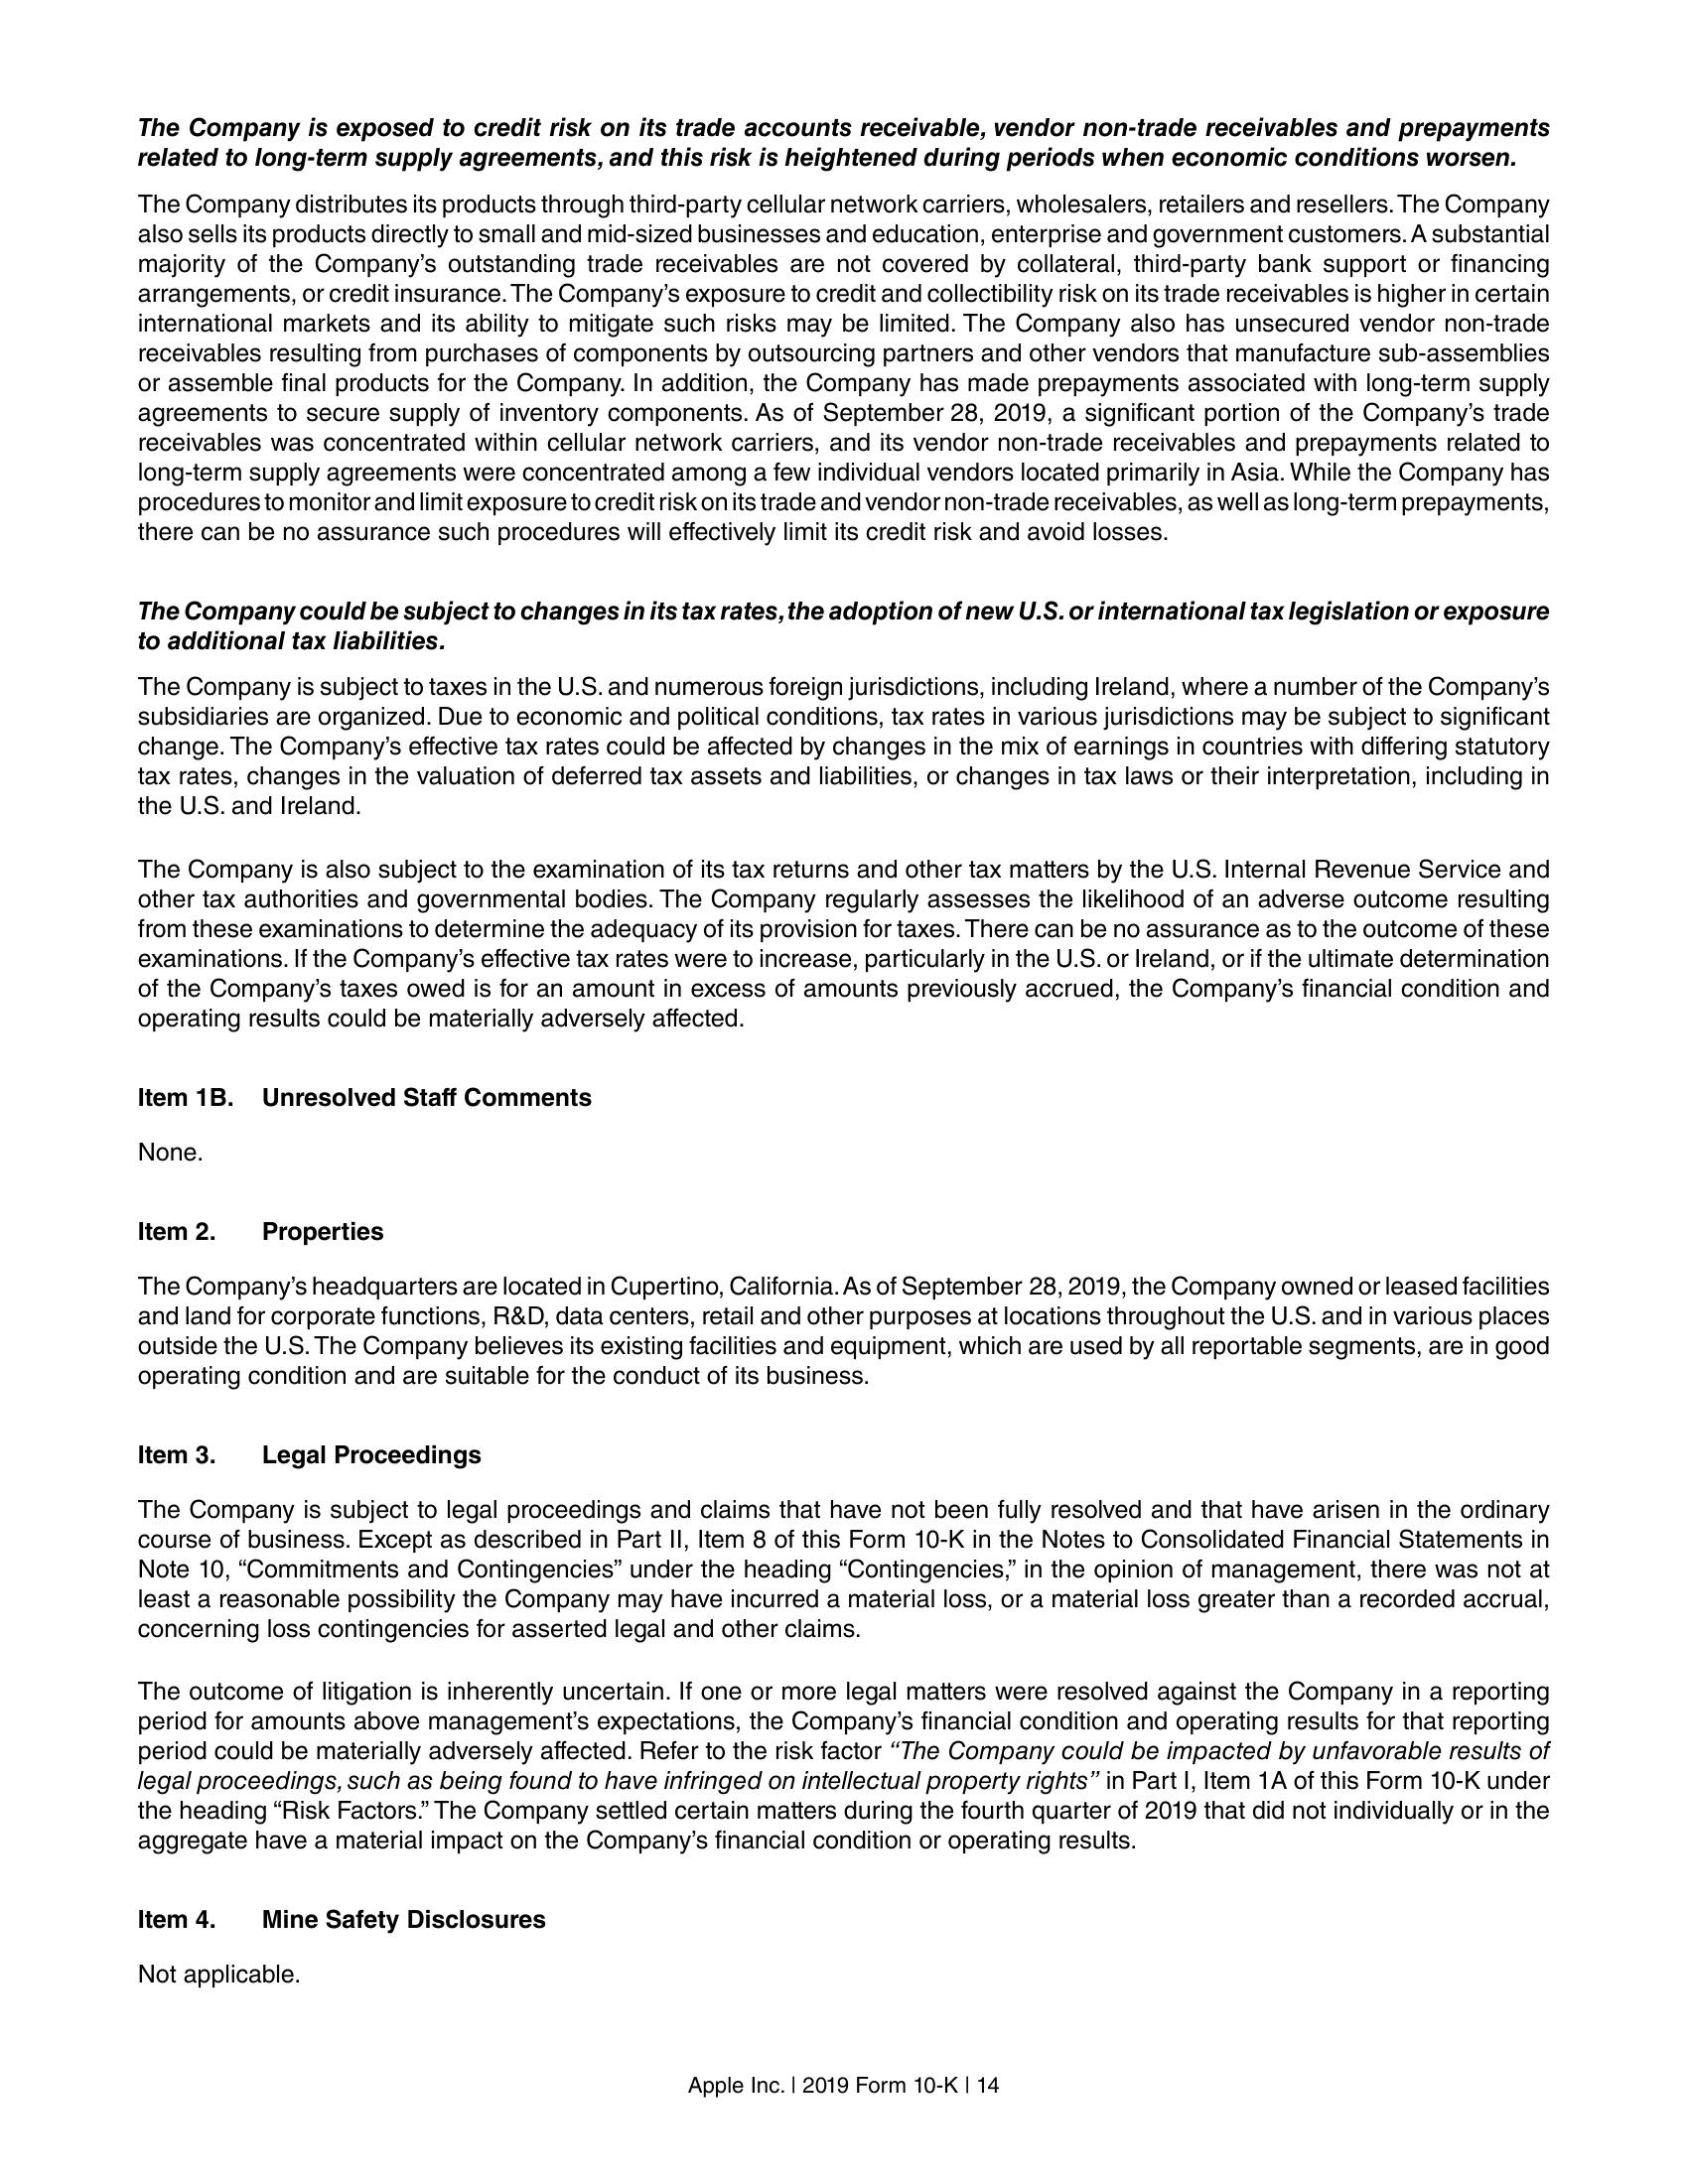 The Company is exposed to credit risk on its trade accounts receivable, vendor non-trade receivables and prepayments
related to long-term supply agreements, and this risk is heightened during periods when economic conditions worsen.
The Company distributes its products through third-party cellular network carriers, wholesalers, retailers and resellers. The Company
also sells its products directly to small and mid-sized businesses and education, enterprise and government customers. A substantial
majority of the Company’s outstanding trade receivables are not covered by collateral, third-party bank support or financing
arrangements, or credit insurance. The Company’s exposure to credit and collectibility risk on its trade receivables is higher in certain
international markets and its ability to mitigate such risks may be limited. The Company also has unsecured vendor non-trade
receivables resulting from purchases of components by outsourcing partners and other vendors that manufacture sub-assemblies
or assemble final products for the Company. In addition, the Company has made prepayments associated with long-term supply
agreements to secure supply of inventory components. As of September 28, 2019, a significant portion of the Company’s trade
receivables was concentrated within cellular network carriers, and its vendor non-trade receivables and prepayments related to
long-term supply agreements were concentrated among a few individual vendors located primarily in Asia. While the Company has
procedures to monitor and limit exposure to credit risk on its trade and vendor non-trade receivables, as well as long-term prepayments,
there can be no assurance such procedures will effectively limit its credit risk and avoid losses.
The Company could be subject to changes in its tax rates, the adoption of new U.S. or international tax legislation or exposure
to additional tax liabilities.
The Company is subject to taxes in the U.S. and numerous foreign jurisdictions, including Ireland, where a number of the Company’s
subsidiaries are organized. Due to economic and political conditions, tax rates in various jurisdictions may be subject to significant
change. The Company’s effective tax rates could be affected by changes in the mix of earnings in countries with differing statutory
tax rates, changes in the valuation of deferred tax assets and liabilities, or changes in tax laws or their interpretation, including in
the U.S. and Ireland.
The Company is also subject to the examination of its tax returns and other tax matters by the U.S. Internal Revenue Service and
other tax authorities and governmental bodies. The Company regularly assesses the likelihood of an adverse outcome resulting
from these examinations to determine the adequacy of its provision for taxes. There can be no assurance as to the outcome of these
examinations. If the Company’s effective tax rates were to increase, particularly in the U.S. or Ireland, or if the ultimate determination
of the Company’s taxes owed is for an amount in excess of amounts previously accrued, the Company’s financial condition and
operating results could be materially adversely affected.
Item 1B. Unresolved Staff Comments
None.
Item 2. Properties
The Company’s headquarters are located in Cupertino, California. As of September 28, 2019, the Company owned or leased facilities
and land for corporate functions, R&D, data centers, retail and other purposes at locations throughout the U.S. and in various places
outside the U.S. The Company believes its existing facilities and equipment, which are used by all reportable segments, are in good
operating condition and are suitable for the conduct of its business.
Item 3. Legal Proceedings
The Company is subject to legal proceedings and claims that have not been fully resolved and that have arisen in the ordinary
course of business. Except as described in Part II, Item 8 of this Form 10-K in the Notes to Consolidated Financial Statements in
Note 10, “Commitments and Contingencies” under the heading “Contingencies,” in the opinion of management, there was not at
least a reasonable possibility the Company may have incurred a material loss, or a material loss greater than a recorded accrual,
concerning loss contingencies for asserted legal and other claims.
The outcome of litigation is inherently uncertain. If one or more legal matters were resolved against the Company in a reporting
period for amounts above management’s expectations, the Company’s financial condition and operating results for that reporting
period could be materially adversely affected. Refer to the risk factor “The Company could be impacted by unfavorable results of
legal proceedings, such as being found to have infringed on intellectual property rights” in Part I, Item 1A of this Form 10-K under
the heading “Risk Factors.” The Company settled certain matters during the fourth quarter of 2019 that did not individually or in the
aggregate have a material impact on the Company’s financial condition or operating results.
Item 4. Mine Safety Disclosures
Not applicable.
Apple Inc. | 2019 Form 10-K | 14